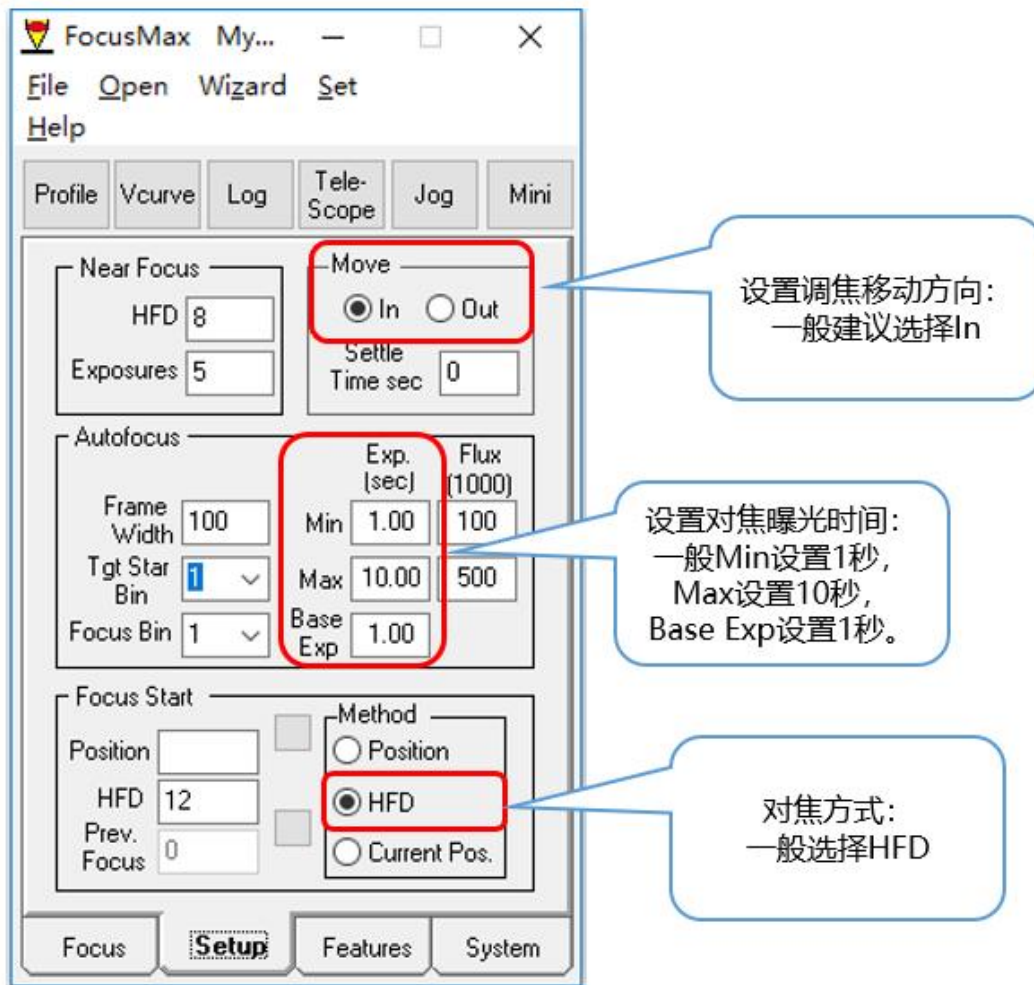 FocusMax My...
File Open Wizard Set
Help
Profile Vcurve Log Tele-Scope Jog Mini
Near Focus
HFD 8
Exposures 5
Move
In Out
Settle
Time sec 0
设置调焦移动方向：
一般建议选择In
Autofocus
Exp.
(sec)
Flux
(1000)
Frame
Width 100
Min 1.00 100
Tgt Star
Bin 1
Max 10.00 500
Focus Bin 1
Base
Exp 1.00
设置对焦曝光时间：
一般Min设置1秒，
Max设置10秒，
Base Exp设置1秒。
Focus Start
Position
HFD 12
Prev.
Focus 0
Method
Position
HFD
Current Pos.
对焦方式：
一般选择HFD
Focus Setup Features System